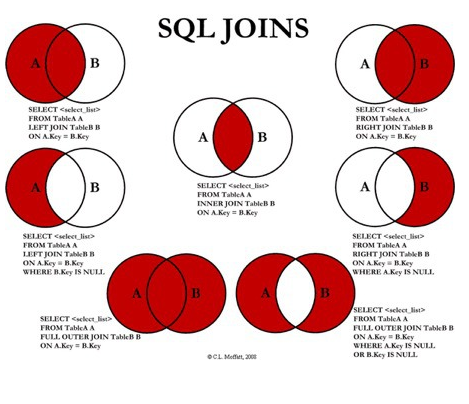 SQL JOINS
A B
SELECT <select_list>
FROM TableA A
LEFT JOIN TableB B
ON A.Key = B.Key
A B
SELECT <select_list>
FROM TableA A
RIGHT JOIN TableB B
ON A.Key = B.Key
A B
SELECT <select_list>
FROM TableA A
INNER JOIN TableB B
ON A.Key = B.Key
A B
SELECT <select_list>
FROM TableA A
LEFT JOIN TableB B
ON A.Key = B.Key
WHERE B.Key IS NULL
A B
SELECT <select_list>
FROM TableA A
RIGHT JOIN TableB B
ON A.Key = B.Key
WHERE A.Key IS NULL
A B
SELECT <select_list>
FROM TableA A
FULL OUTER JOIN TableB B
ON A.Key = B.Key
A B
SELECT <select_list>
FROM TableA A
FULL OUTER JOIN TableB B
ON A.Key = B.Key
WHERE A.Key IS NULL
OR B.Key IS NULL
© C.L. Moffatt, 2008